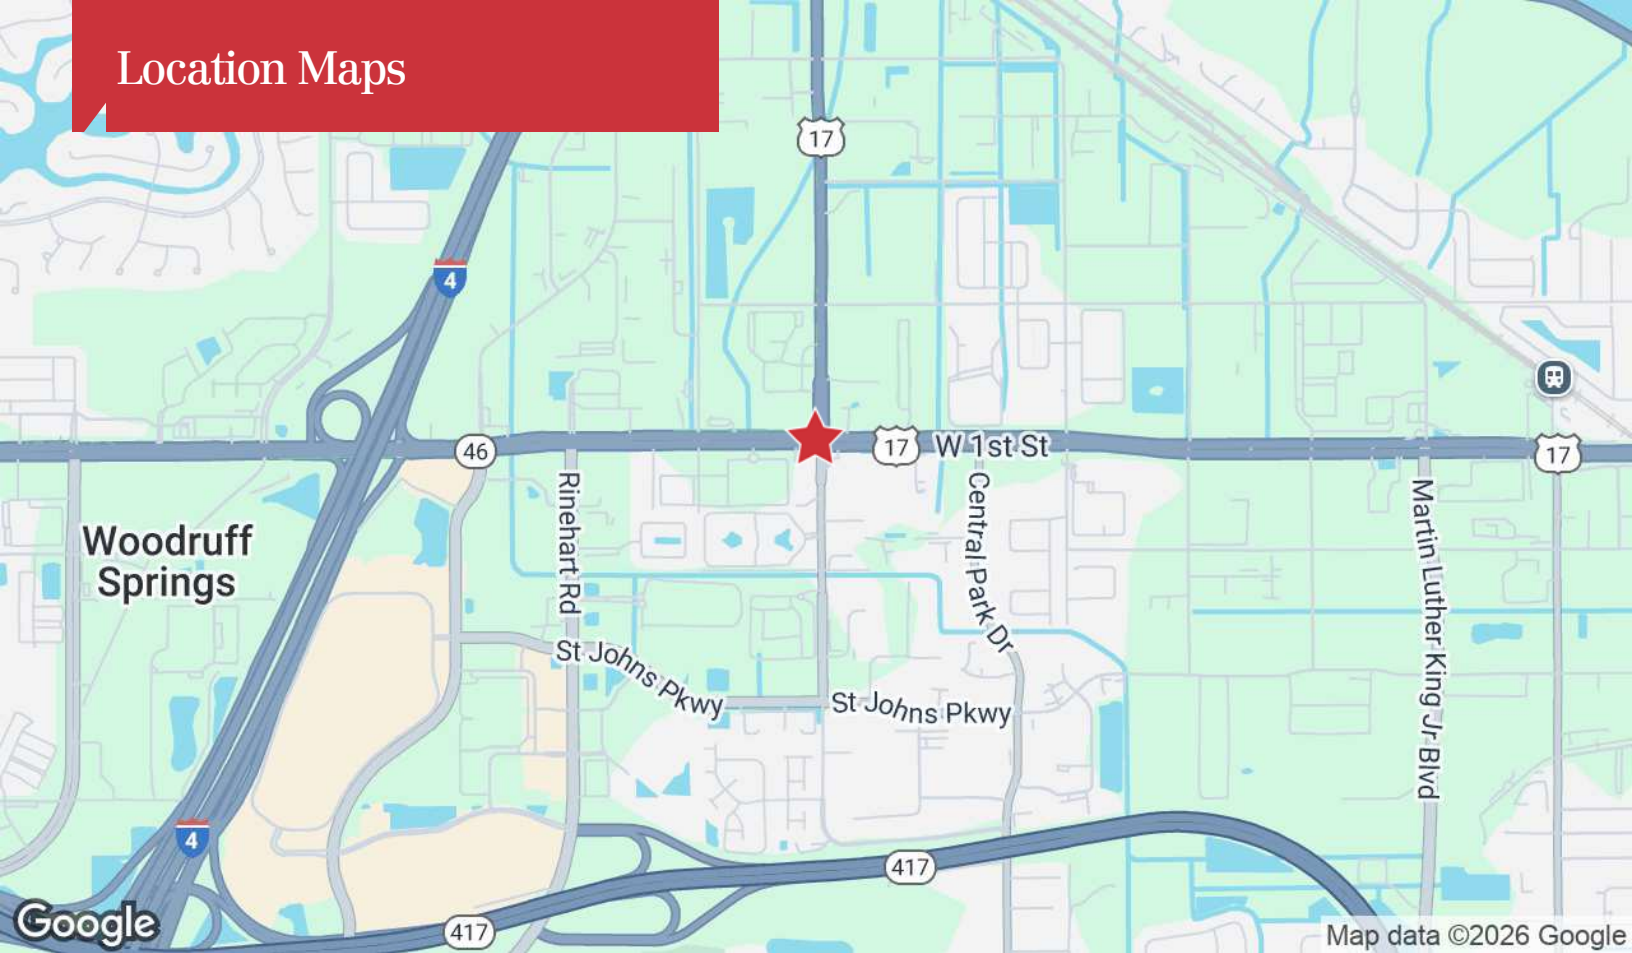 Location Maps
17
4
46
17
W 1st St
17
Woodruff
Springs
Rinehart Rd
Central Park Dr
Martin Luther King Jr Blvd
St Johns Pkwy
St Johns Pkwy
4
417
417
Google
Map data ©2026 Google